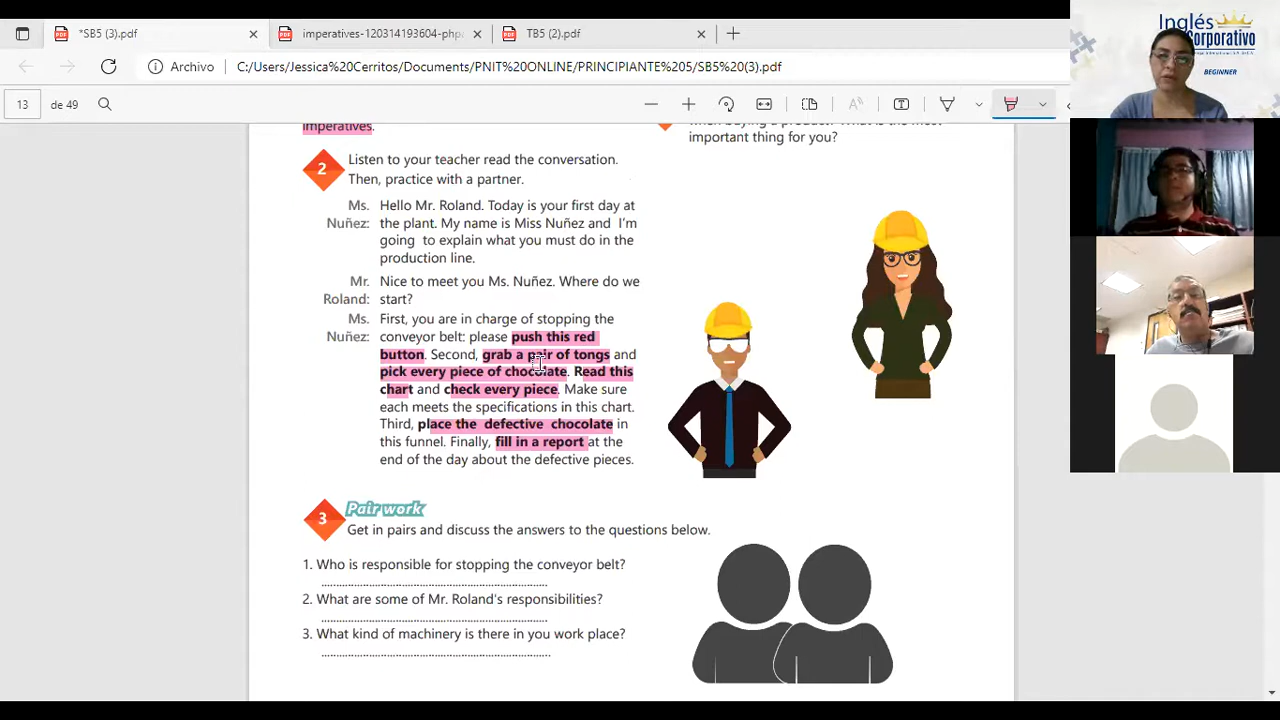 *SB5 (3).pdf
imperatives-120314193604-php
TB5 (2).pdf
Archivo
C:/Users/Jessica%20Cerritos/Documents/PNET%20ONLINE/PRINCIPIANTE%205/SB5%20(3).pdf
13 de 49
Inglés
Corporativo
BEGINNER
imperatives.
important thing for you?
2
Listen to your teacher read the conversation.
Then, practice with a partner.
Ms. Hello Mr. Roland. Today is your first day at
Nuñez: the plant. My name is Miss Nuñez and I'm
going to explain what you must do in the
production line.
Mr. Nice to meet you Ms. Nuñez. Where do we
Roland: start?
Ms. First, you are in charge of stopping the
Nuñez: conveyor belt: please push this red
button. Second, grab a pair of tongs and
pick every piece of chocolate. Read this
chart and check every piece. Make sure
each meets the specifications in this chart.
Third, place the defective chocolate in
this funnel. Finally, fill in a report at the
end of the day about the defective pieces.
3
Pair work
Get in pairs and discuss the answers to the questions below.
1. Who is responsible for stopping the conveyor belt?
2. What are some of Mr. Roland's responsibilities?
3. What kind of machinery is there in you work place?